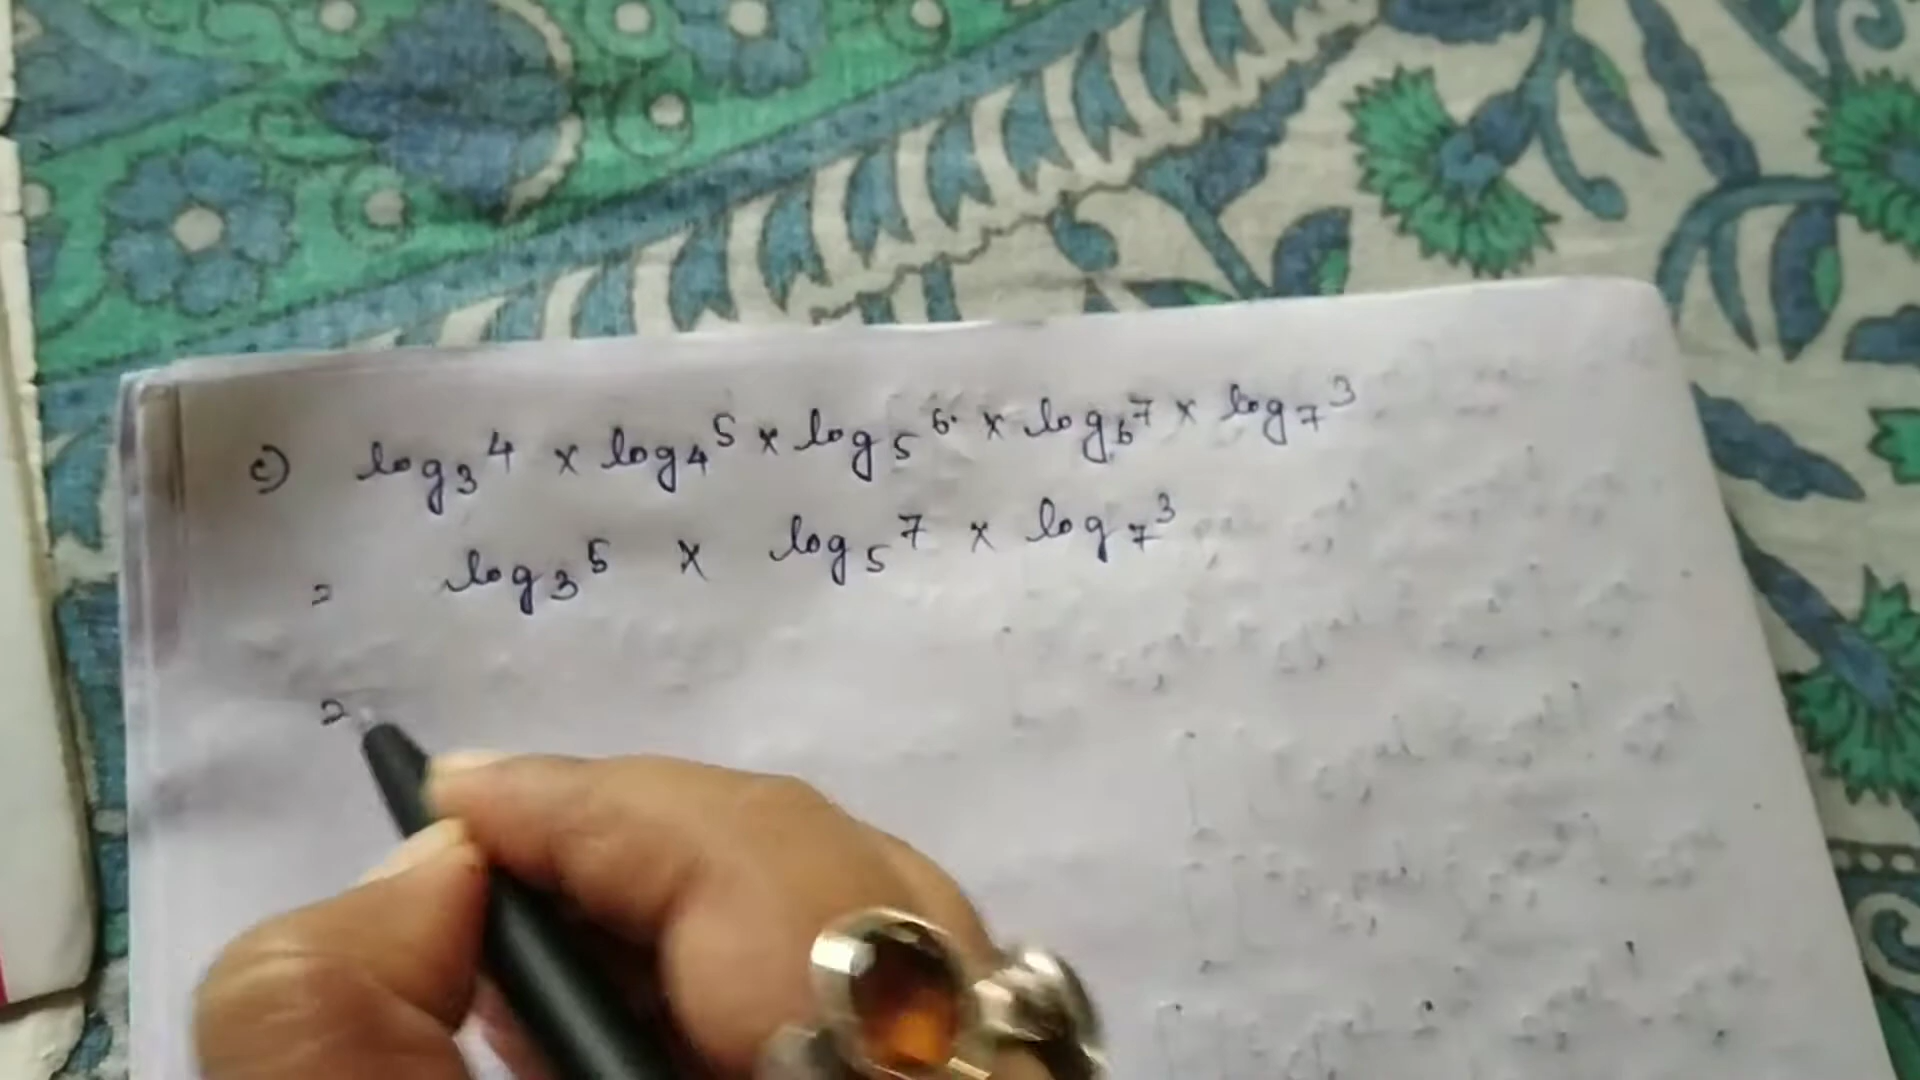 c) log₃4 × log₄5 × log₅6 × log₆7 × log₇3
= log₃5 × log₅7 × log₇3
=